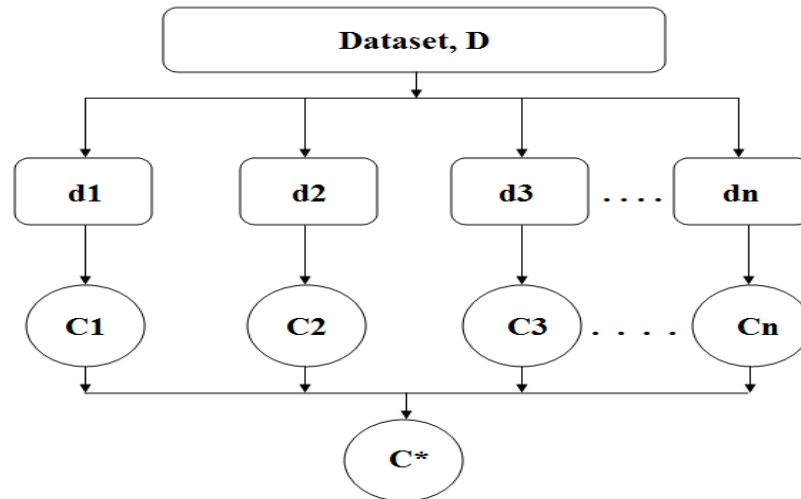 Dataset, D
d1 d2 d3 . . . . dn
C1 C2 C3 . . . . Cn
C*